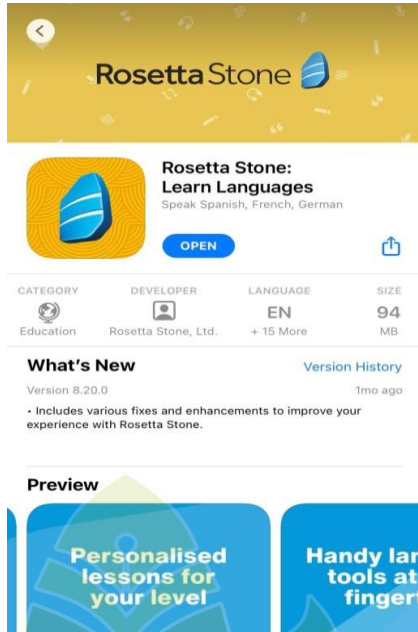 Rosetta Stone
Rosetta Stone:
Learn Languages
Speak Spanish, French, German
OPEN
CATEGORY DEVELOPER LANGUAGE SIZE
EN 94
Education Rosetta Stone, Ltd. + 15 More MB
What's New Version History
Version 8.20.0 1mo ago
• Includes various fixes and enhancements to improve your
experience with Rosetta Stone.
Preview
Personalised
lessons for
your level
Handy lan
tools at
finger